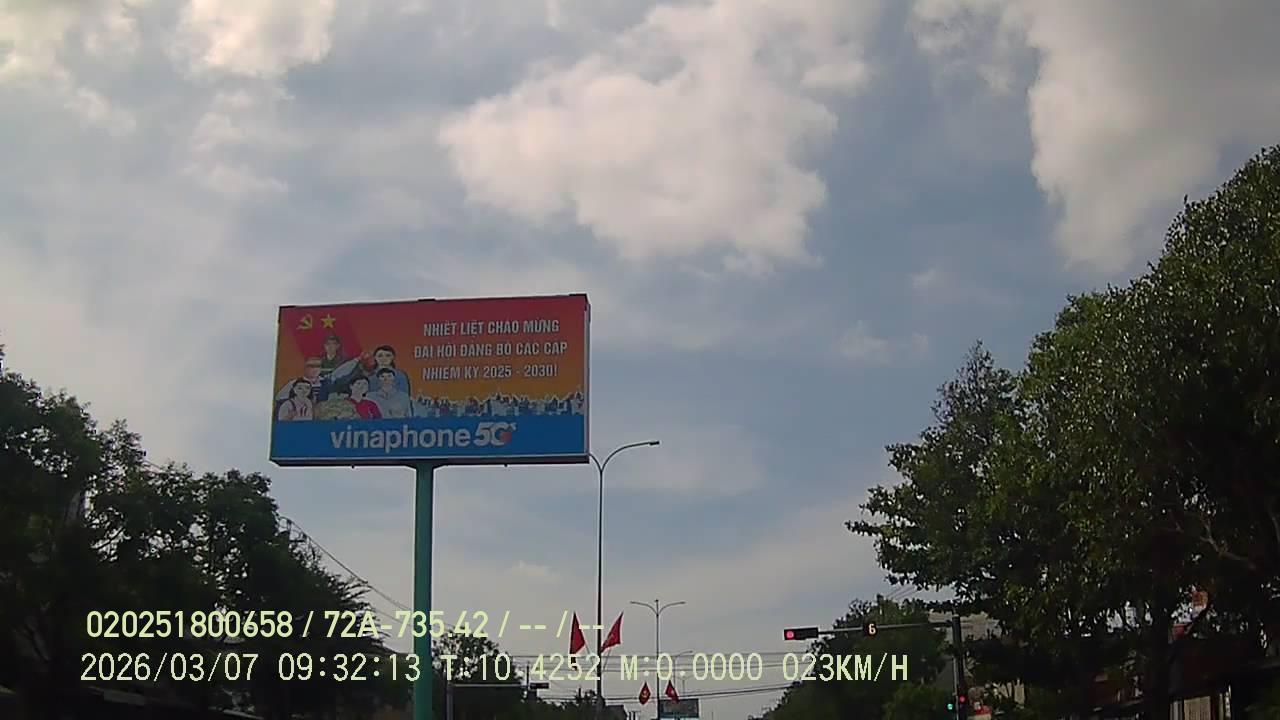 NHIỆT LIỆT CHÀO MỪNG
ĐẠI HỘI ĐẢNG BỘ CÁC CẤP
NHIỆM KỲ 2025 - 2030!
vinaphone 5G
6
020251800658 / 72A-735 42 / -- / --
2026/03/07 09:32:13 T:10 4252 M:0.0000 023KM/H